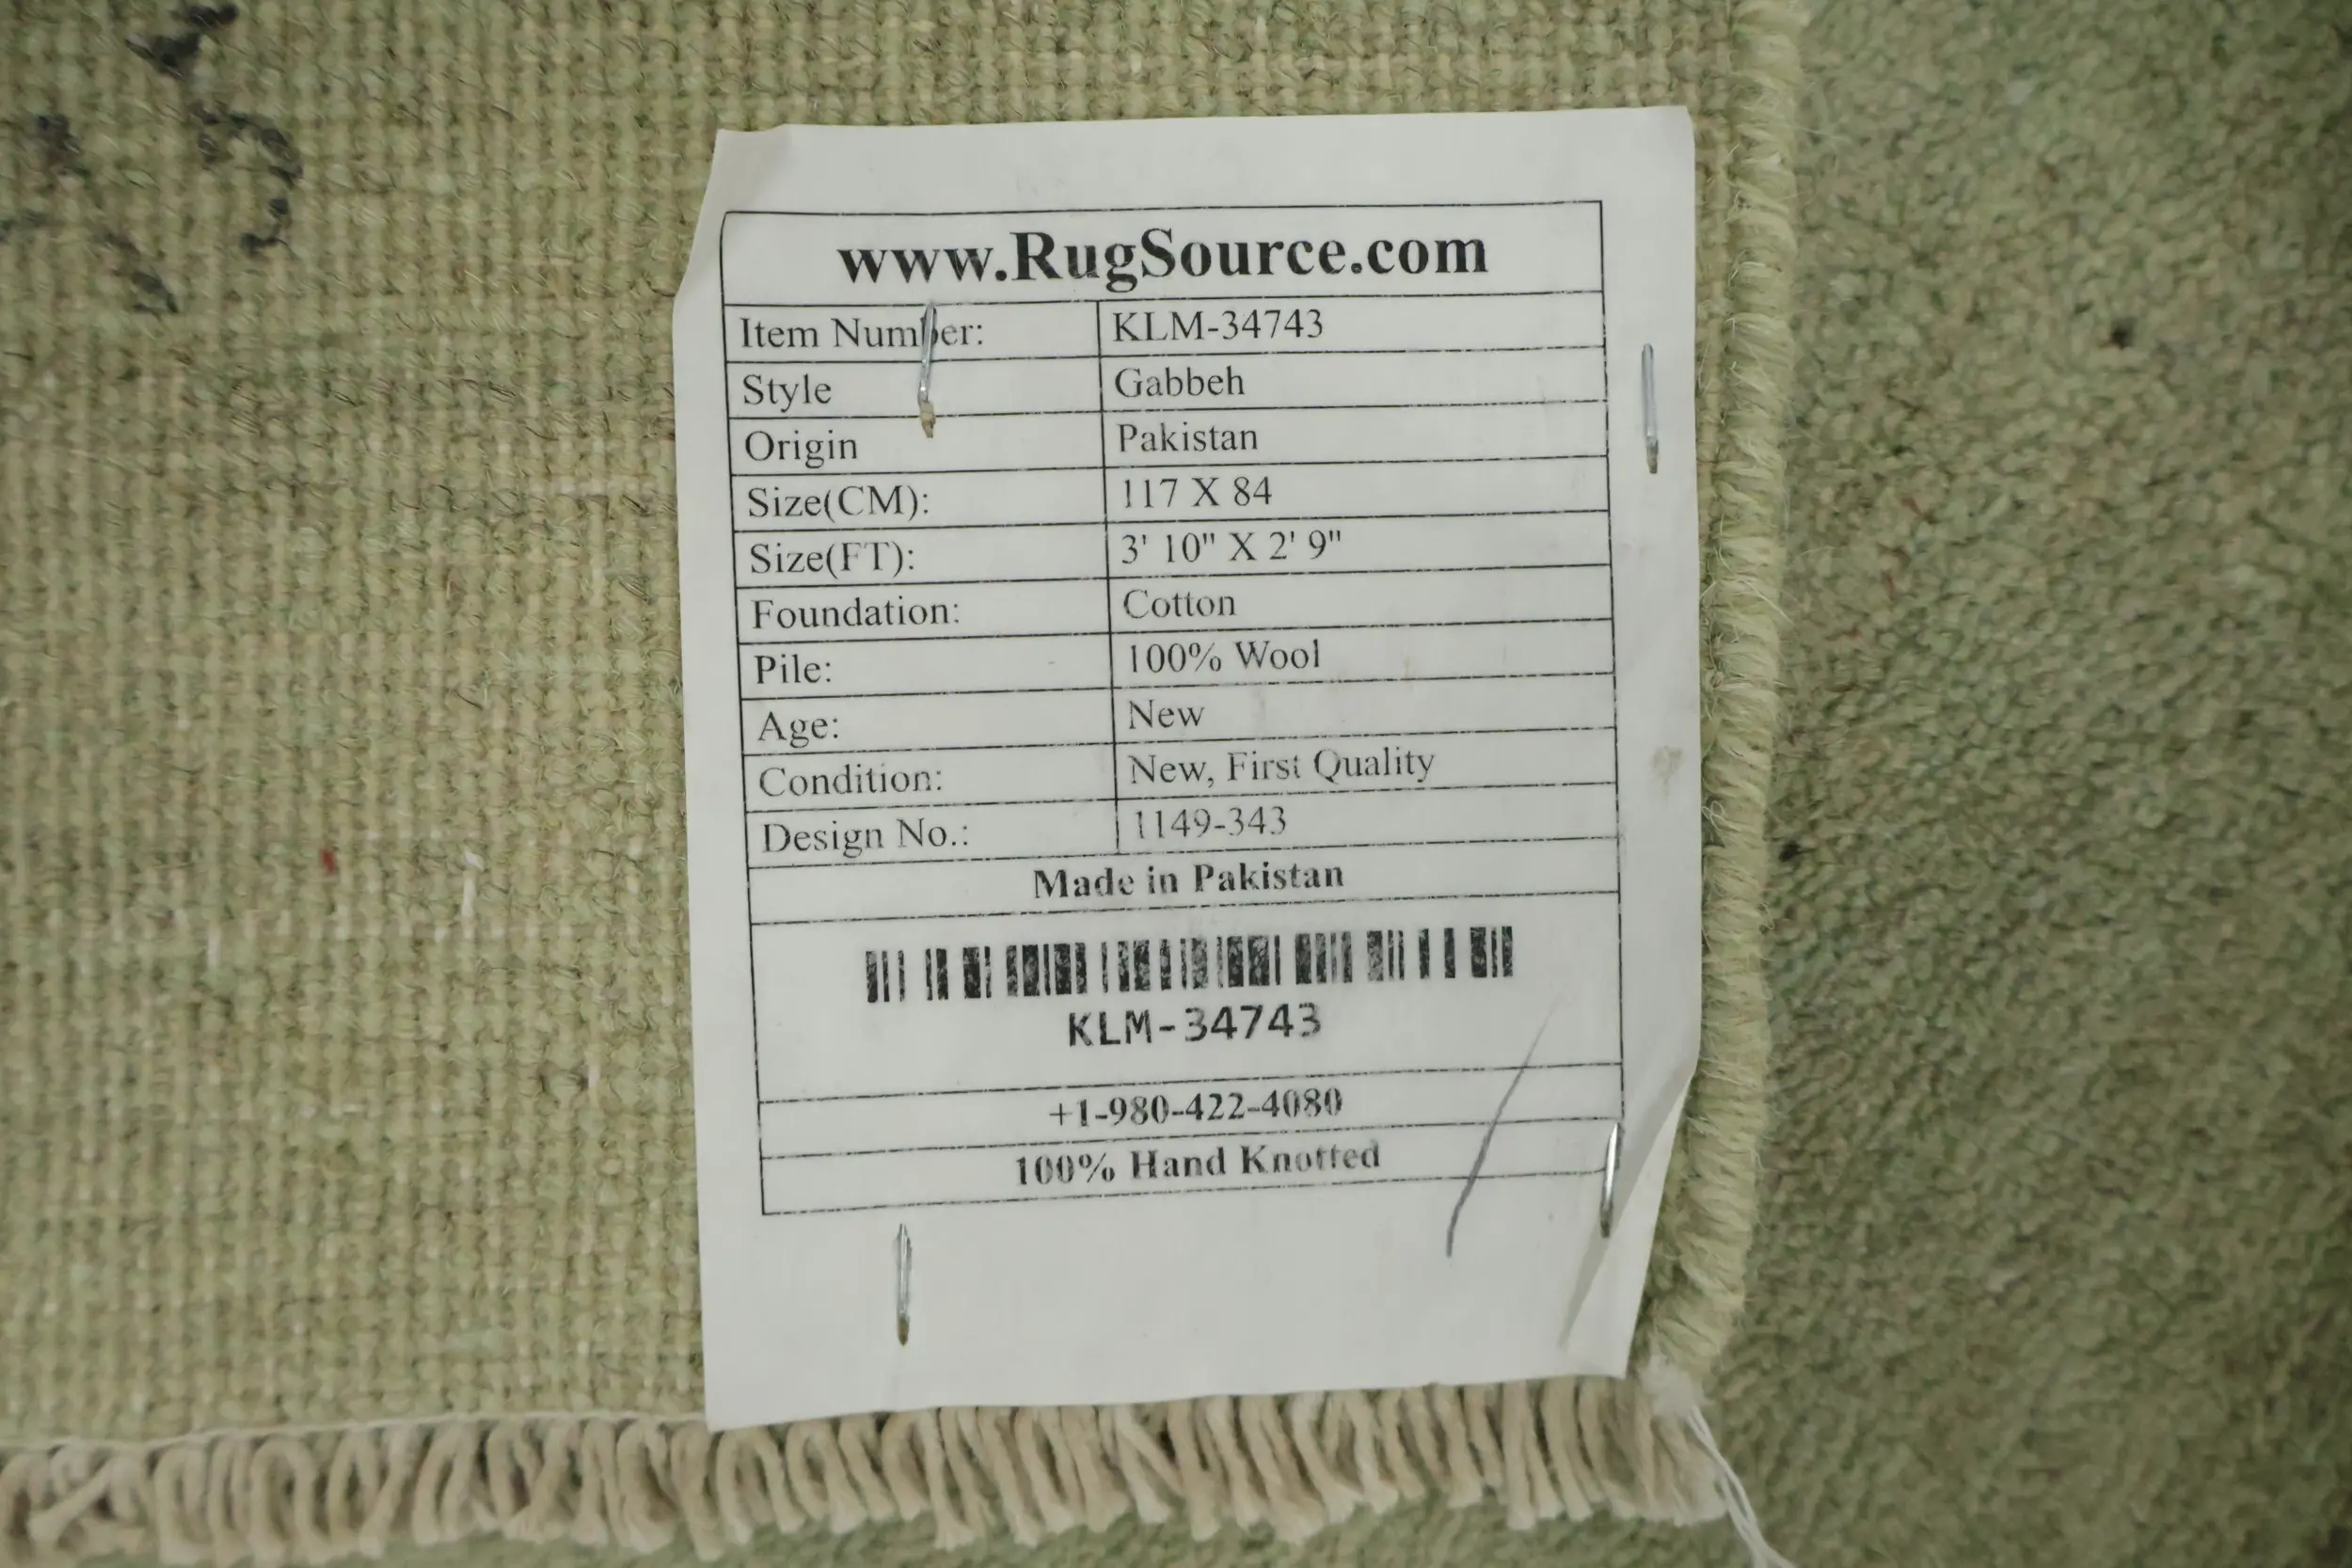 www.RugSource.com
Item Number: KLM-34743
Style Gabbeh
Origin Pakistan
Size(CM): 117 X 84
Size(FT): 3' 10" X 2' 9"
Foundation: Cotton
Pile: 100% Wool
Age: New
Condition: New, First Quality
Design No.: 1149-343
Made in Pakistan
KLM-34743
+1-980-422-4080
100% Hand Knotted